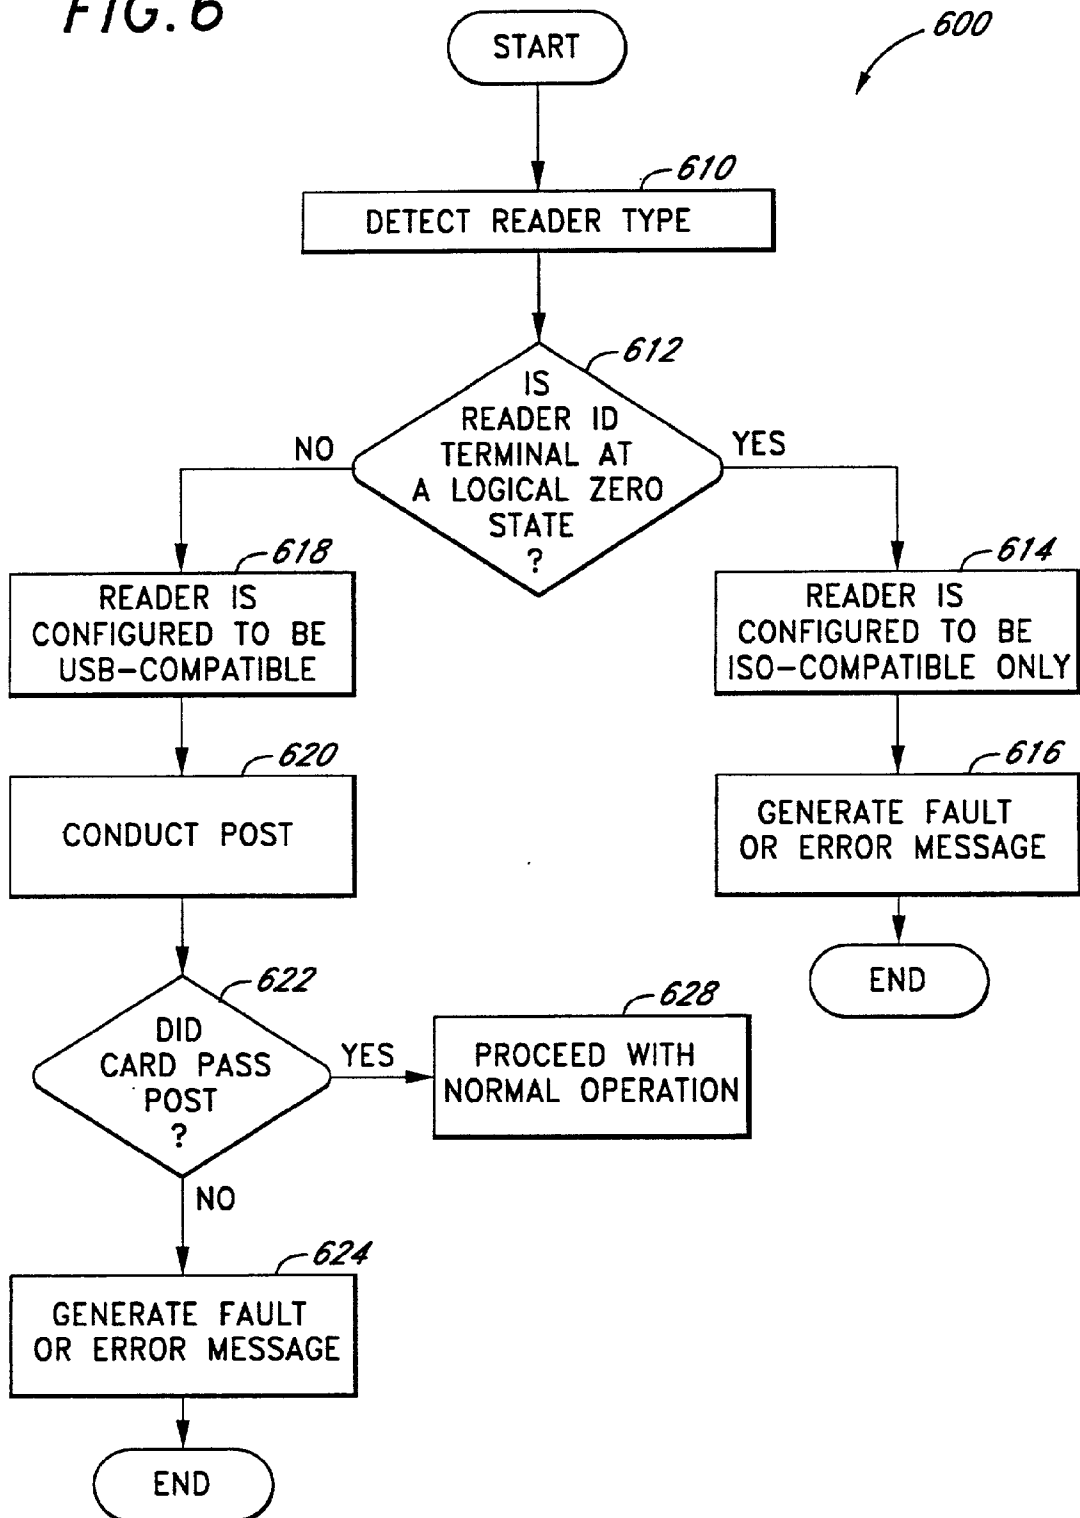 FIG. 6
START
600
610
DETECT READER TYPE
612
IS
READER ID
TERMINAL AT
A LOGICAL ZERO
STATE
?
NO
YES
618
READER IS
CONFIGURED TO BE
USB-COMPATIBLE
614
READER IS
CONFIGURED TO BE
ISO-COMPATIBLE ONLY
620
CONDUCT POST
616
GENERATE FAULT
OR ERROR MESSAGE
END
622
DID
CARD PASS
POST
?
YES
628
PROCEED WITH
NORMAL OPERATION
NO
624
GENERATE FAULT
OR ERROR MESSAGE
END